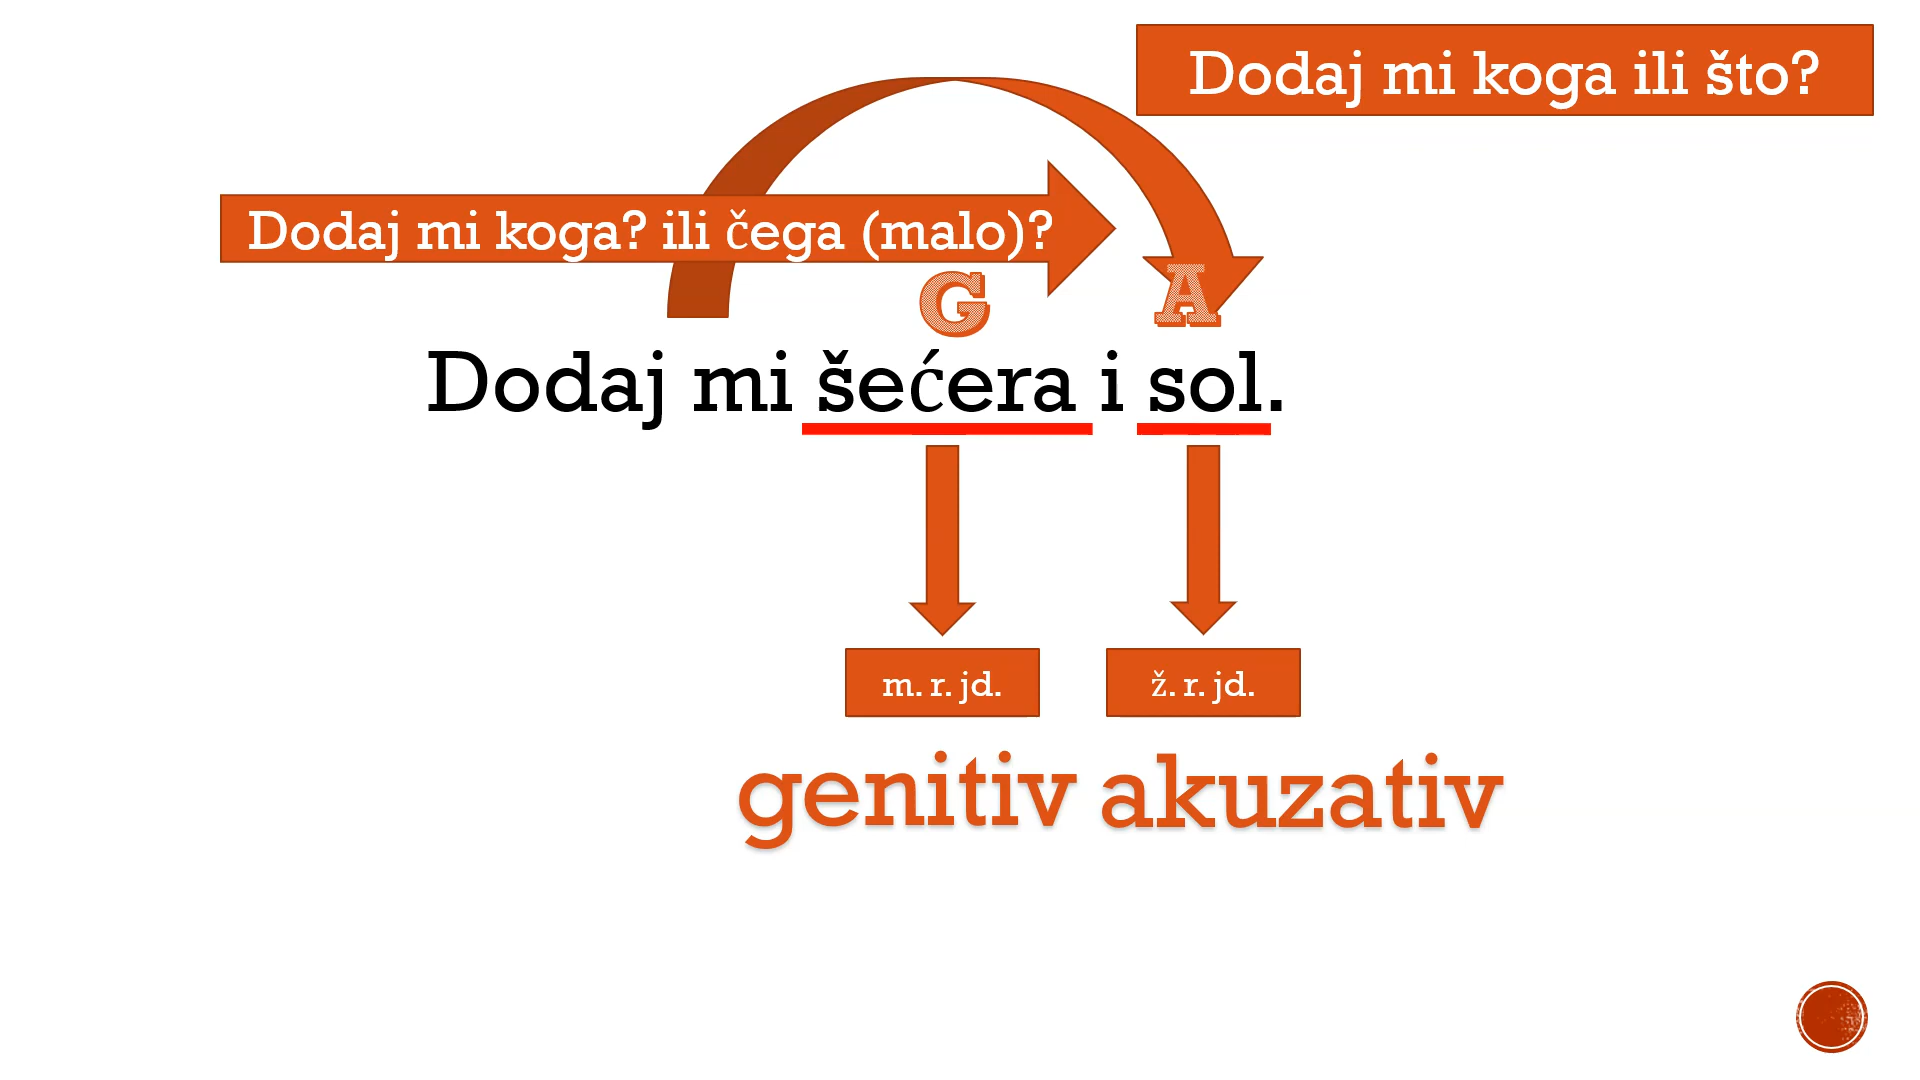 Dodaj mi koga ili što?
Dodaj mi koga? ili čega (malo)?
G A
Dodaj mi šećera i sol.
m. r. jd. ž. r. jd.
genitiv akuzativ